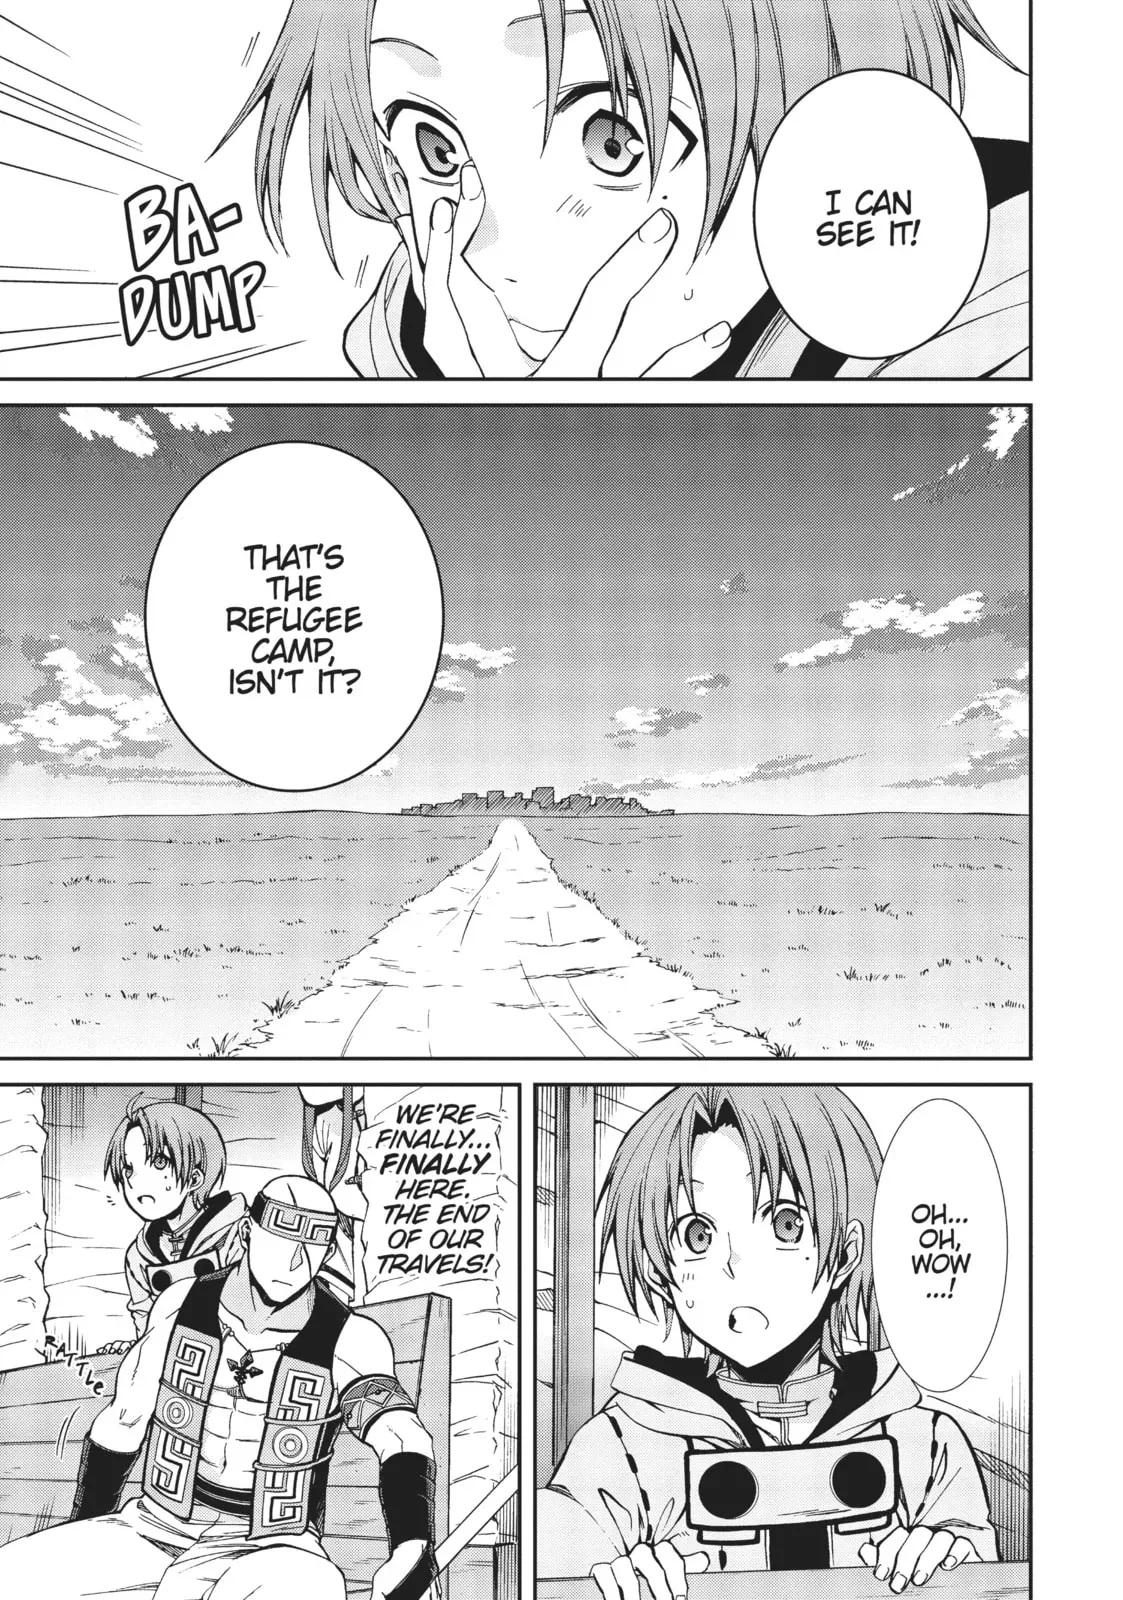 I CAN
SEE IT!
BA-
DUMP
THAT'S
THE
REFUGEE
CAMP,
ISN'T IT?
OH...
OH,
WOW
...!
WE'RE
FINALLY...
FINALLY
HERE.
THE END
OF OUR
TRAVELS!
RATTLE